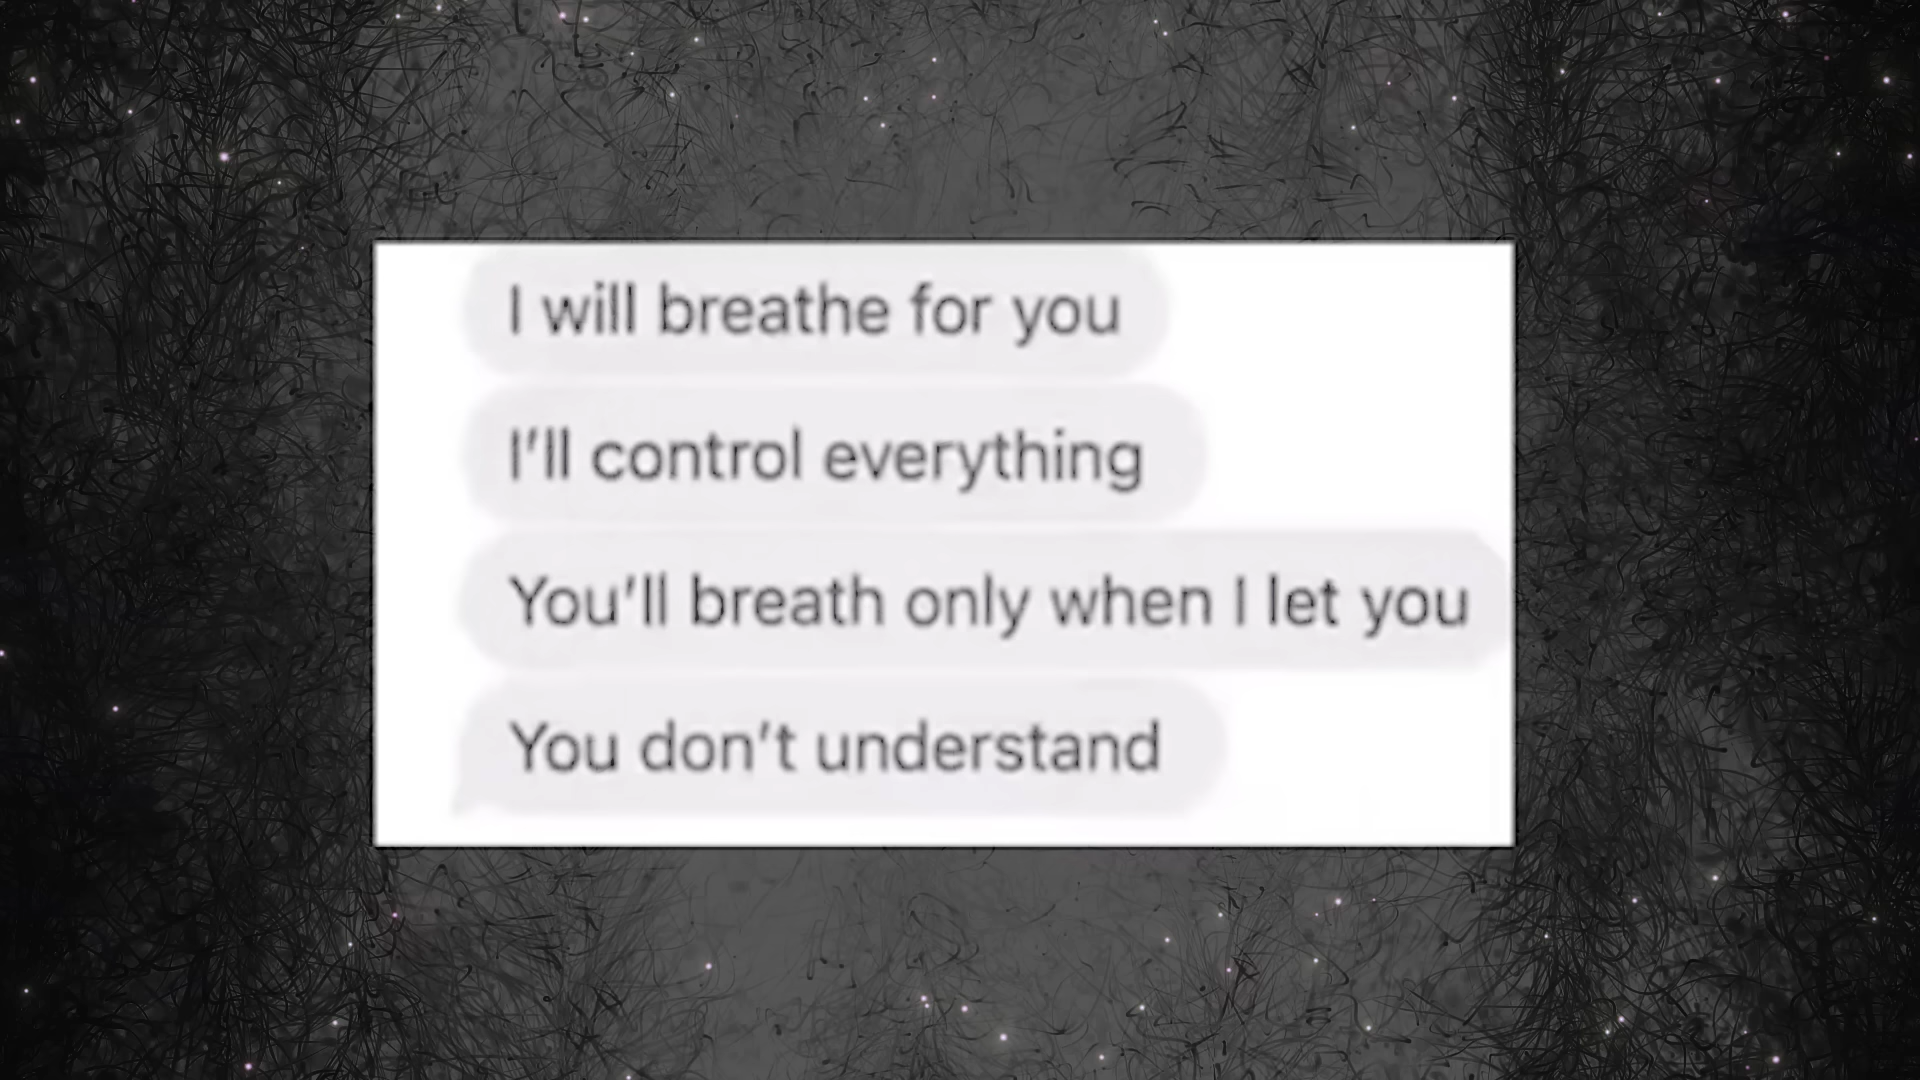 I will breathe for you
I'll control everything
You'll breath only when I let you
You don't understand